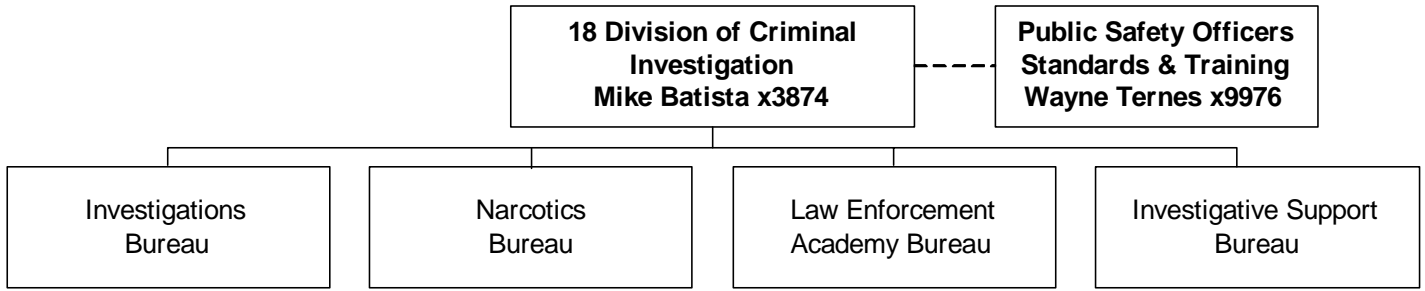 18 Division of Criminal
Investigation
Mike Batista x3874
Public Safety Officers
Standards & Training
Wayne Ternes x9976
Investigations
Bureau
Narcotics
Bureau
Law Enforcement
Academy Bureau
Investigative Support
Bureau